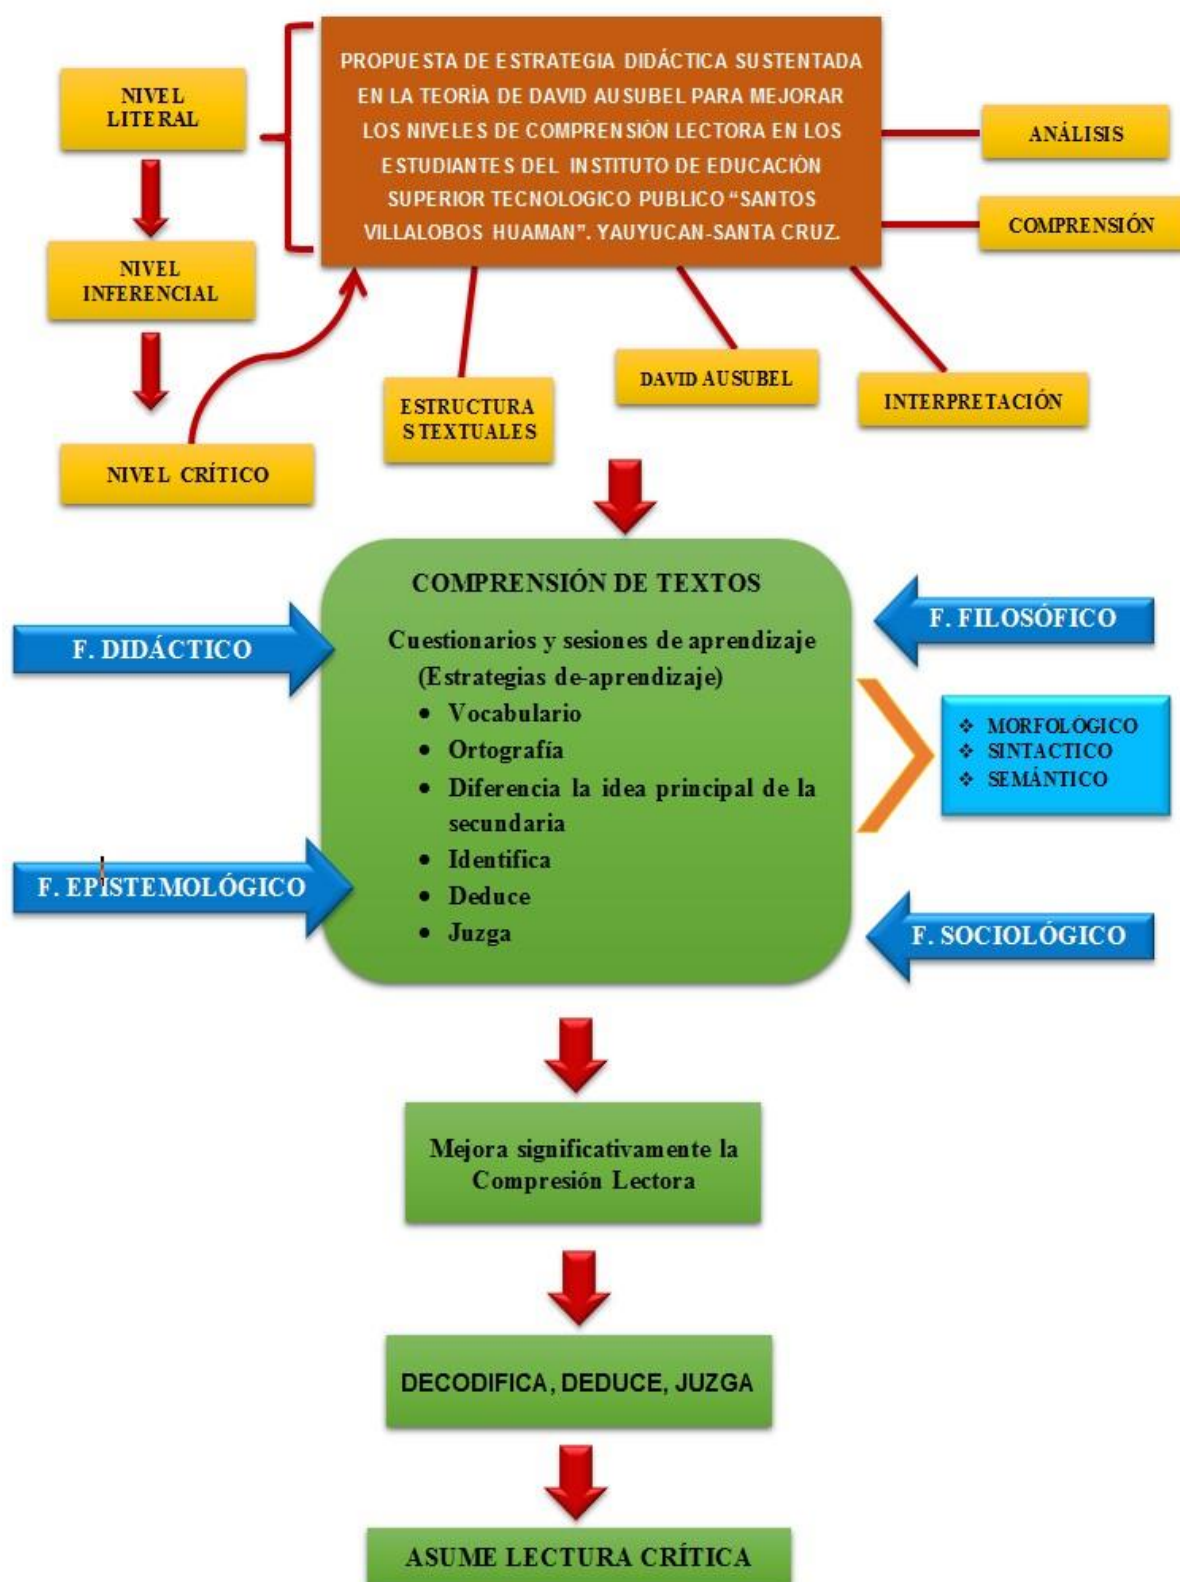 PROPUESTA DE ESTRATEGIA DIDÁCTICA SUSTENTADA
EN LA TEORÌA DE DAVID AUSUBEL PARA MEJORAR
LOS NIVELES DE COMPRENSIÓN LECTORA EN LOS
ESTUDIANTES DEL INSTITUTO DE EDUCACIÓN
SUPERIOR TECNOLOGICO PUBLICO “SANTOS
VILLALOBOS HUAMAN”. YAUYUCAN-SANTA CRUZ.
NIVEL
LITERAL
NIVEL
INFERENCIAL
NIVEL CRÍTICO
ANÁLISIS
COMPRENSIÓN
ESTRUCTURA
S TEXTUALES
DAVID AUSUBEL
INTERPRETACIÓN
COMPRENSIÓN DE TEXTOS
Cuestionarios y sesiones de aprendizaje
(Estrategias de-aprendizaje)
• Vocabulario
• Ortografía
• Diferencia la idea principal de la
secundaria
• Identifica
• Deduce
• Juzga
F. DIDÁCTICO
F. EPISTEMOLÓGICO
F. FILOSÓFICO
❖ MORFOLÓGICO
❖ SINTACTICO
❖ SEMÁNTICO
F. SOCIOLÓGICO
Mejora significativamente la
Compresión Lectora
DECODIFICA, DEDUCE, JUZGA
ASUME LECTURA CRÍTICA